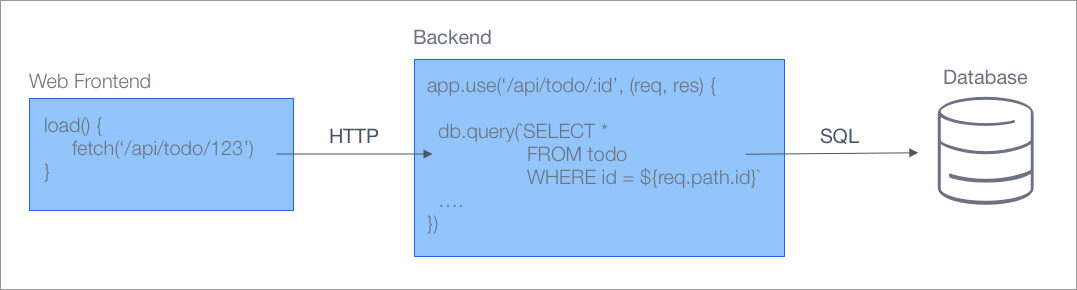 Web Frontend
load() {
fetch(‘/api/todo/123’)
}
HTTP
Backend
app.use(‘/api/todo/:id’, (req, res) {
db.query(`SELECT *
FROM todo
WHERE id = ${req.path.id}`
....
})
SQL
Database